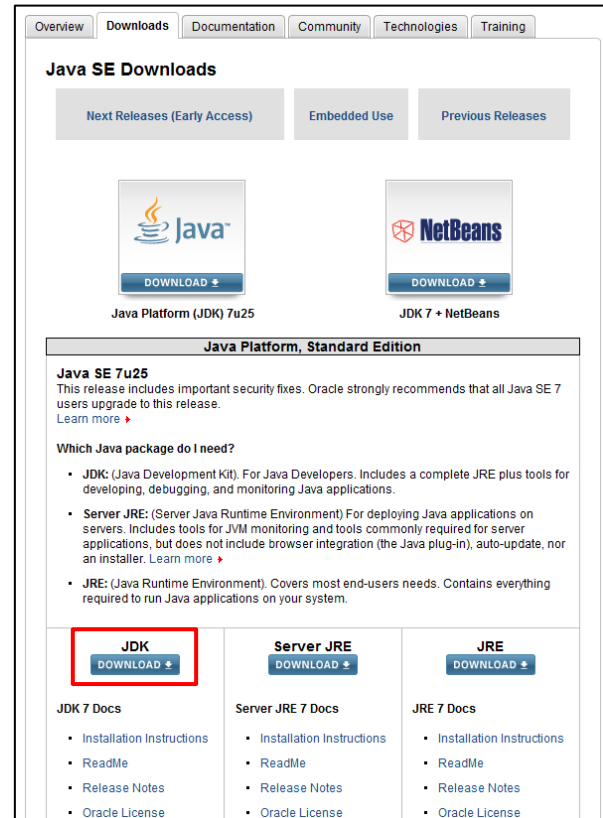 Overview Downloads Documentation Community Technologies Training
Java SE Downloads
Next Releases (Early Access) Embedded Use Previous Releases
Java™ NetBeans
DOWNLOAD DOWNLOAD
Java Platform (JDK) 7u25 JDK 7 + NetBeans
Java Platform, Standard Edition
Java SE 7u25
This release includes important security fixes. Oracle strongly recommends that all Java SE 7
users upgrade to this release.
Learn more
Which Java package do I need?
JDK: (Java Development Kit). For Java Developers. Includes a complete JRE plus tools for
developing, debugging, and monitoring Java applications.
Server JRE: (Server Java Runtime Environment) For deploying Java applications on
servers. Includes tools for JVM monitoring and tools commonly required for server
applications, but does not include browser integration (the Java plug-in), auto-update, nor
an installer. Learn more
JRE: (Java Runtime Environment). Covers most end-users needs. Contains everything
required to run Java applications on your system.
JDK Server JRE JRE
DOWNLOAD DOWNLOAD DOWNLOAD
JDK 7 Docs Server JRE 7 Docs JRE 7 Docs
Installation Instructions Installation Instructions Installation Instructions
ReadMe ReadMe ReadMe
Release Notes Release Notes Release Notes
Oracle License Oracle License Oracle License